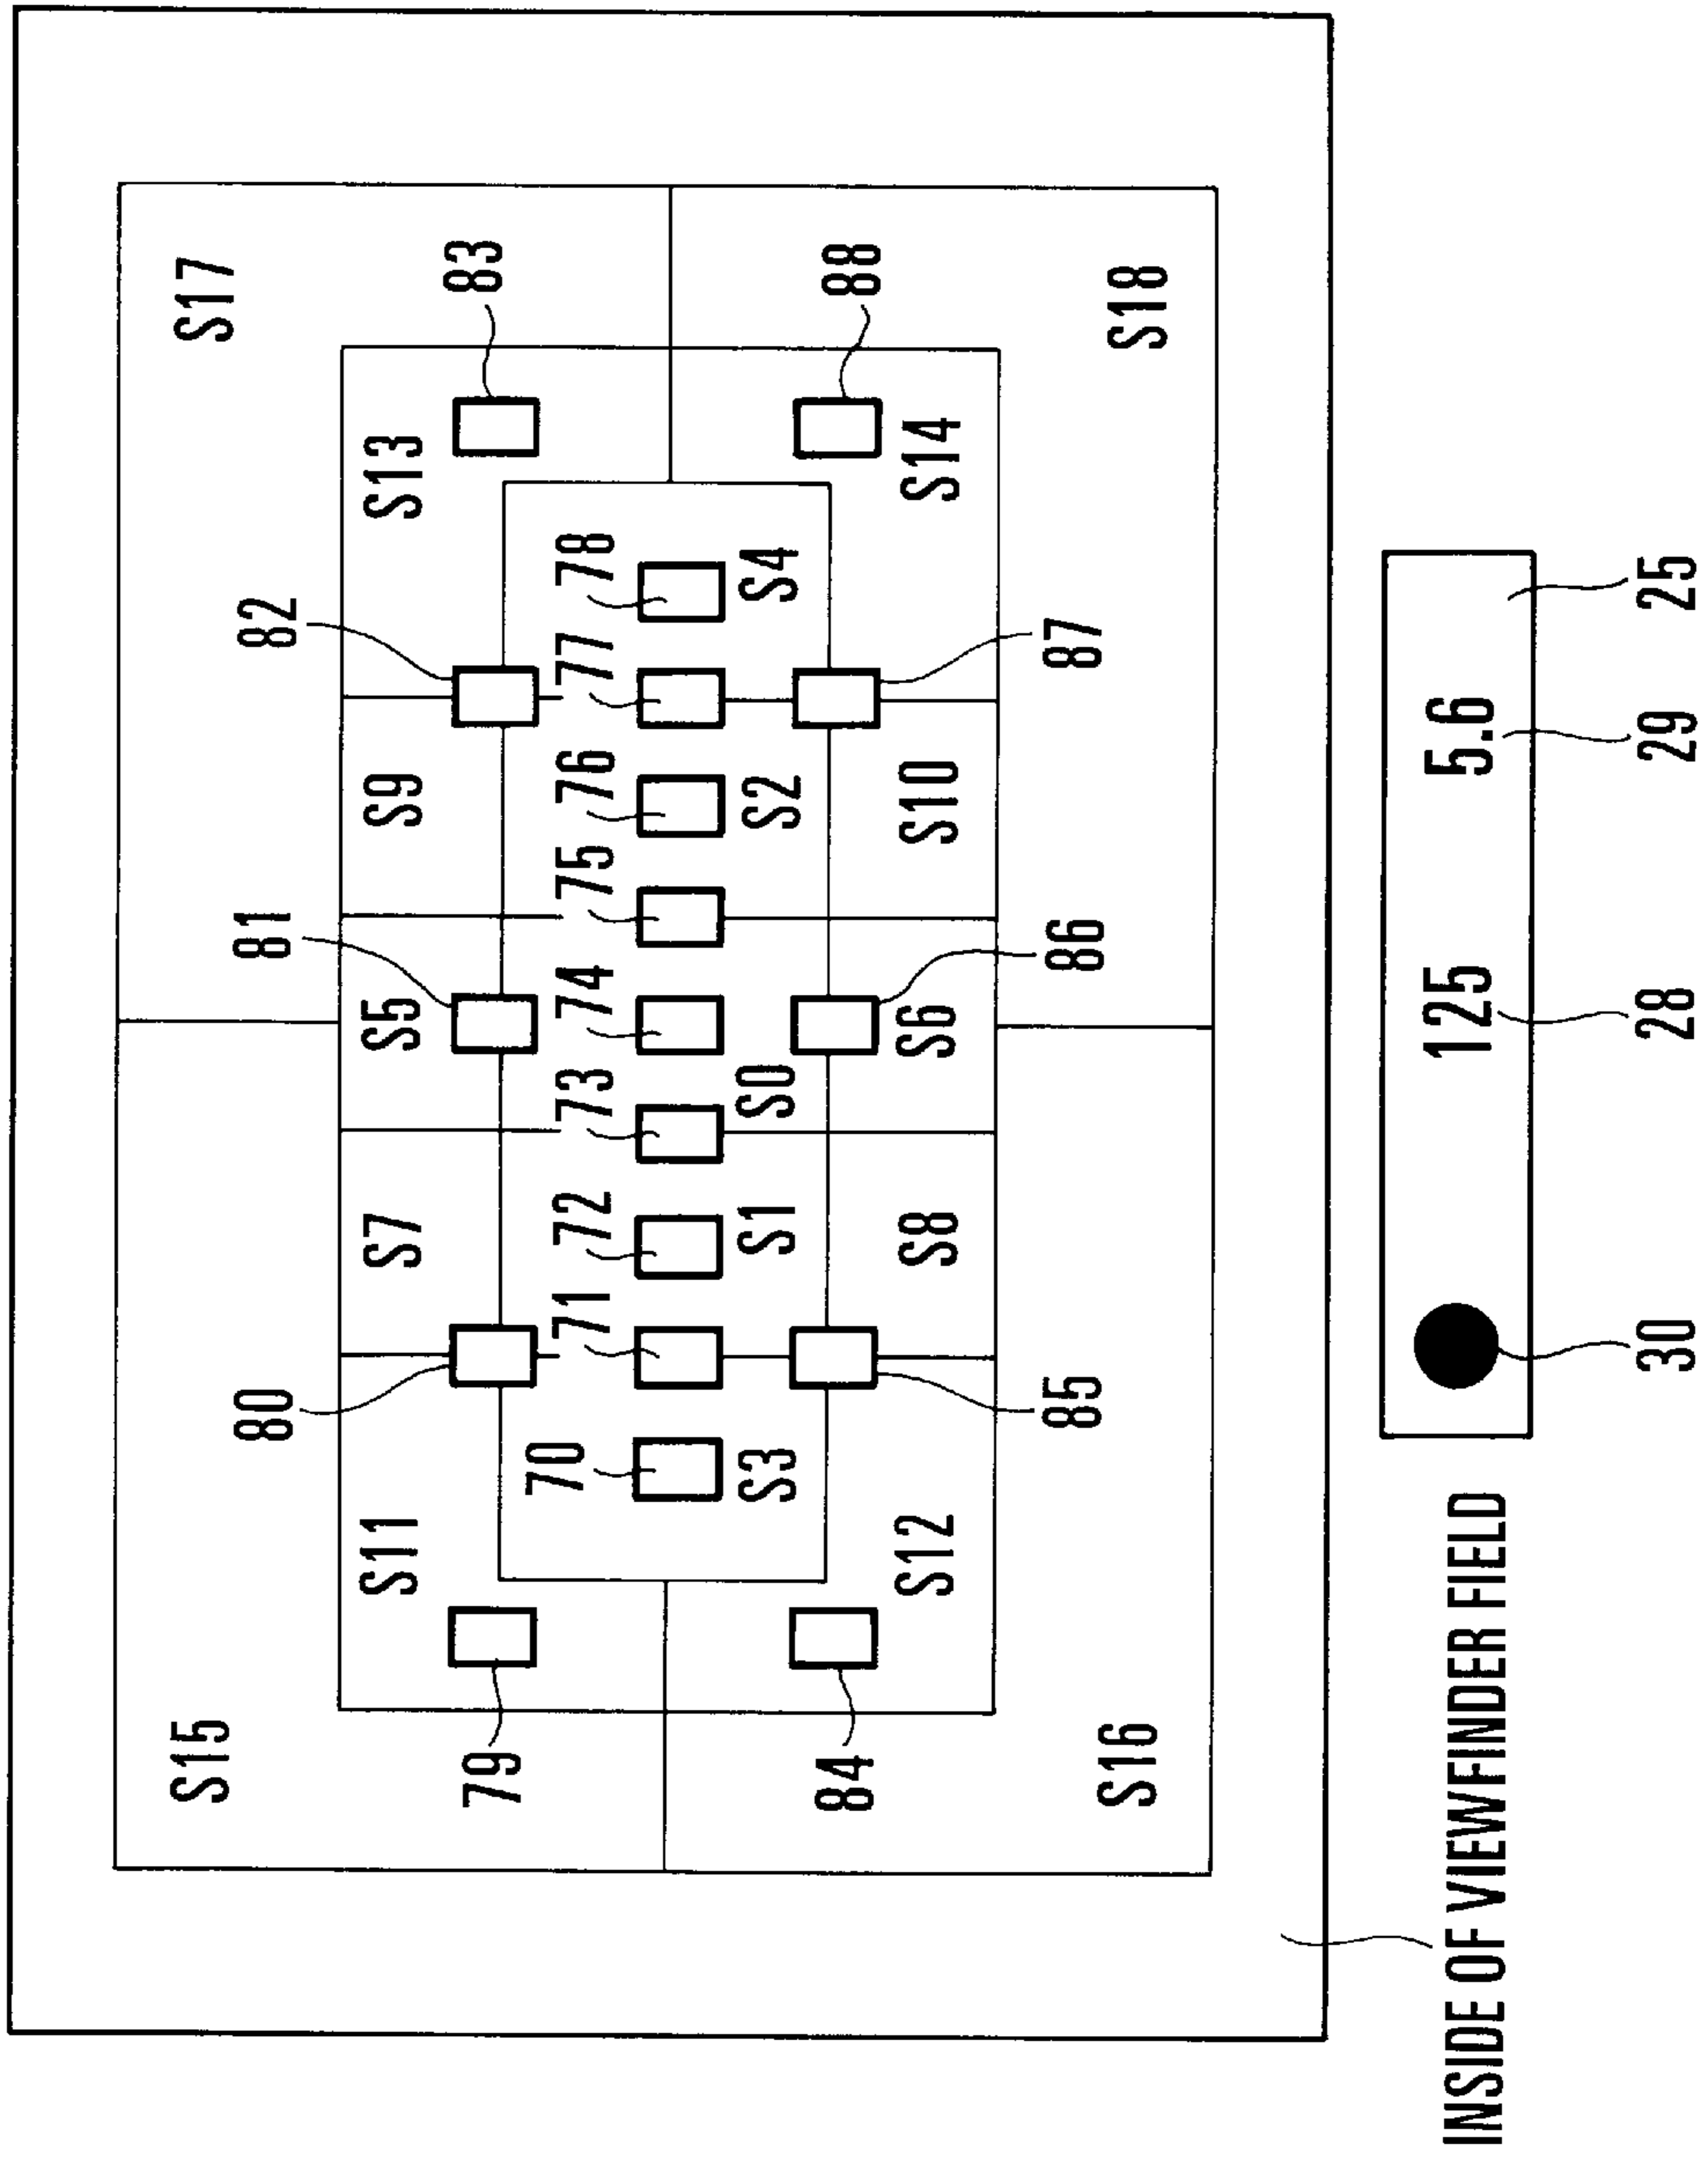 S15 S17
80 81 82
S11 S7 S5 S9 S13
79 83
70 71 72 73 74 75 76 77 78
S3 S1 S0 S2 S4
84 88
S12 S8 S6 S10 S14
85 86 87
S16 S18
125 5.6
INSIDE OF VIEWFINDER FIELD
30 28 29 25